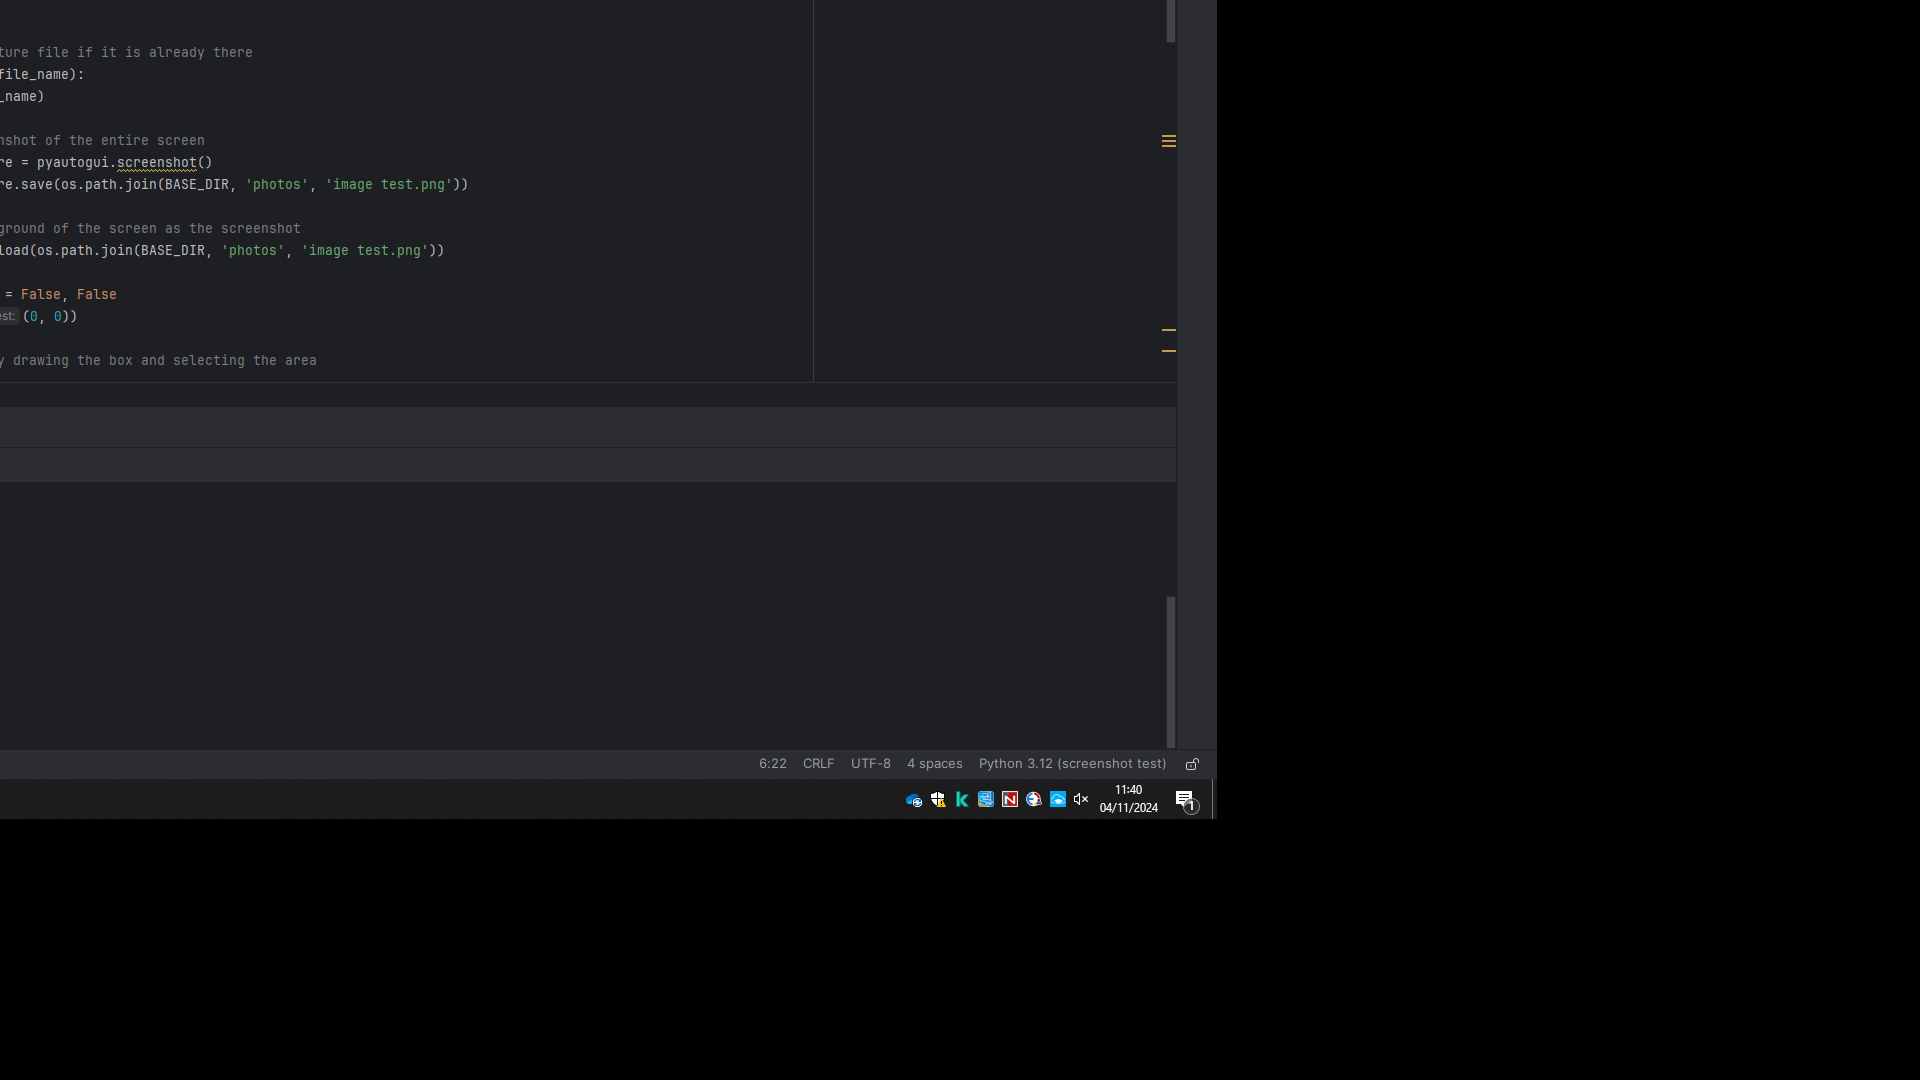 ture file if it is already there
file_name):
_name)
nshot of the entire screen
re = pyautogui.screenshot()
re.save(os.path.join(BASE_DIR, 'photos', 'image test.png'))
ground of the screen as the screenshot
load(os.path.join(BASE_DIR, 'photos', 'image test.png'))
= False, False
est: (0, 0))
y drawing the box and selecting the area
6:22 CRLF UTF-8 4 spaces Python 3.12 (screenshot test)
11:40
04/11/2024
1